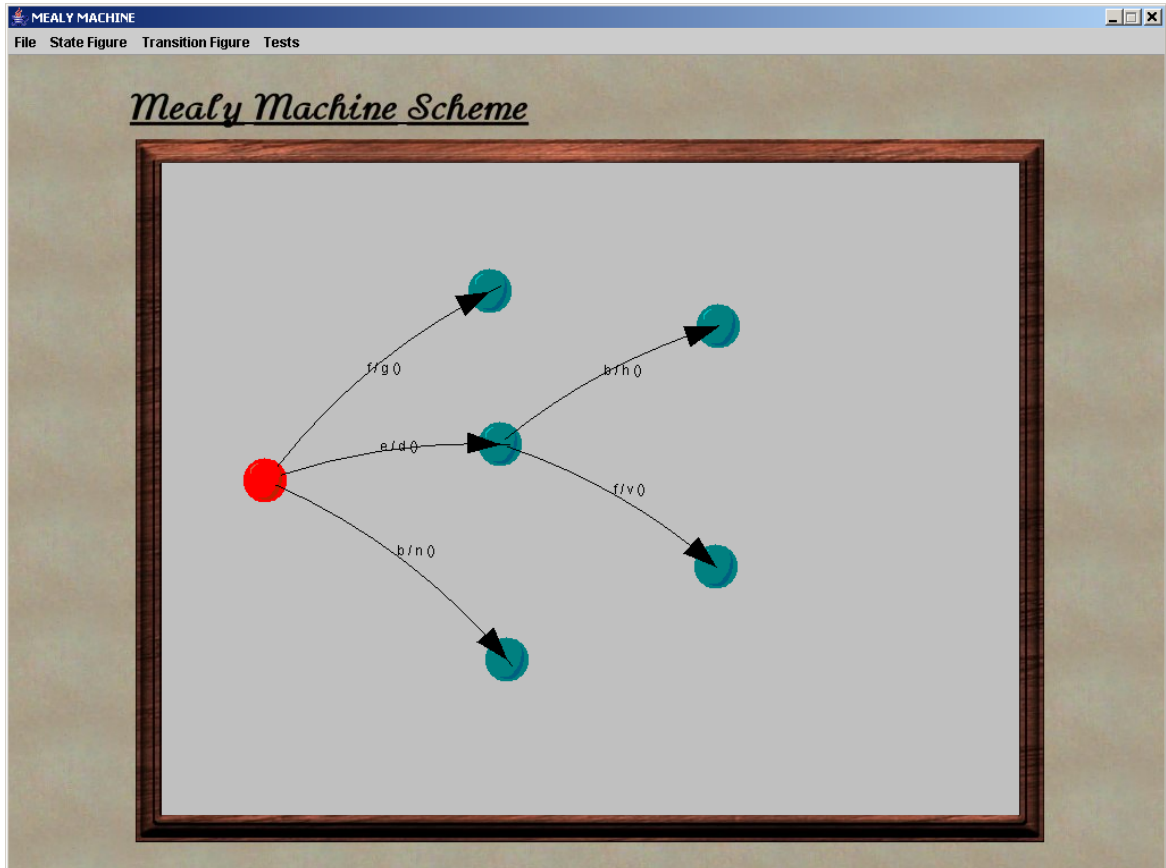 MEALY MACHINE
File State Figure Transition Figure Tests
Mealy Machine Scheme
f / g ()
b / h ()
e / d ()
f / v ()
b / n ()